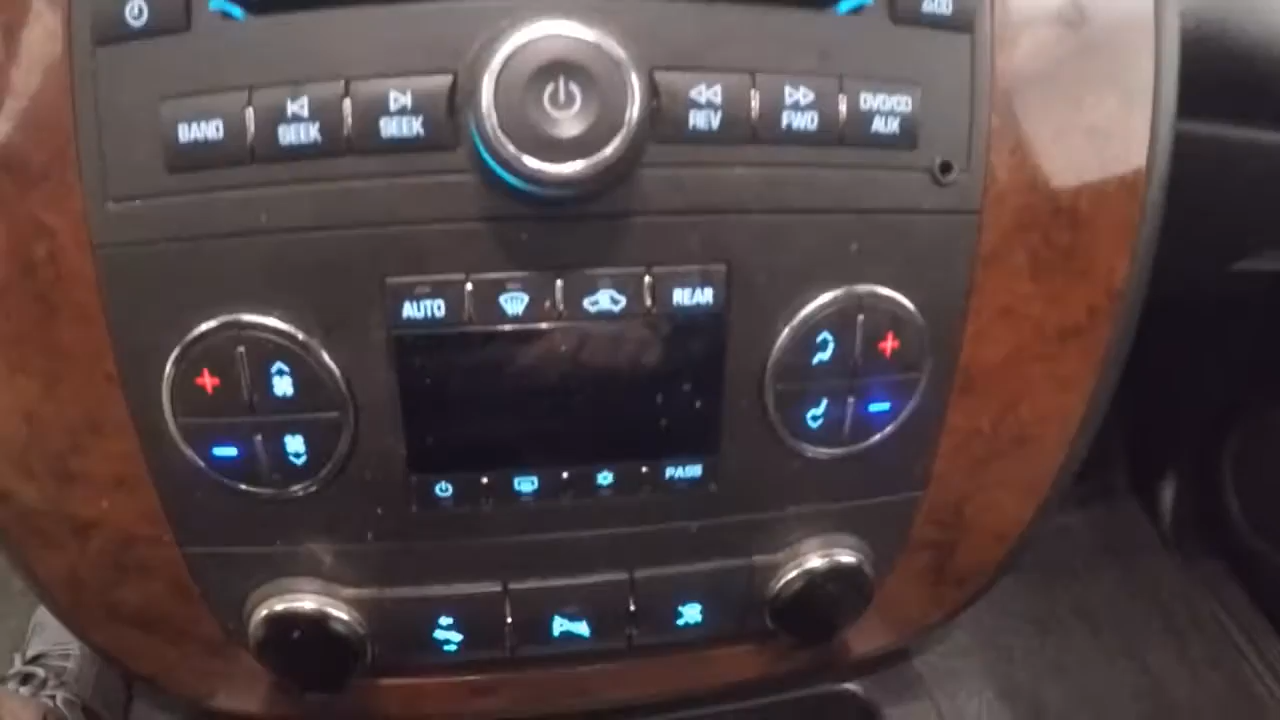 BAND
SEEK
SEEK
REV
FWD
DVD/CD
AUX
AUTO
REAR
PASS